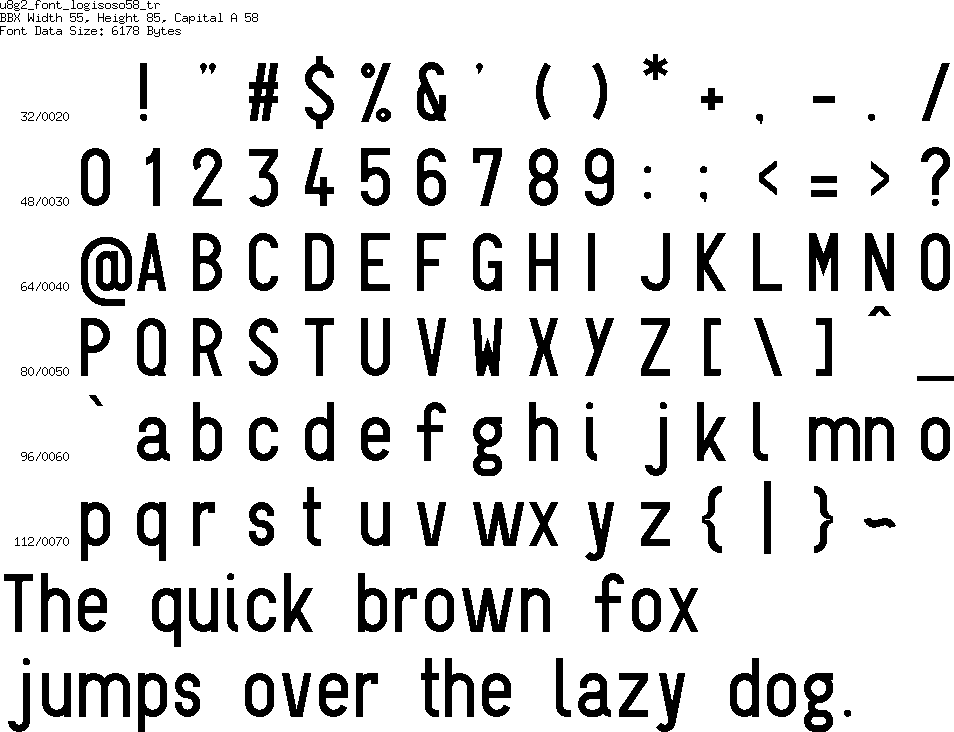 u8g2_font_logisoso58_tr
BBX Width 55, Height 85, Capital A 58
Font Data Size: 6178 Bytes
32/0020 ! " # $ % & ' ( ) * + , - . /
48/0030 0 1 2 3 4 5 6 7 8 9 : ; < = > ?
64/0040 @ A B C D E F G H I J K L M N O
80/0050 P Q R S T U V W X Y Z [ \ ] ^ _
96/0060 ` a b c d e f g h i j k l m n o
112/0070 p q r s t u v w x y z { | } ~
The quick brown fox
jumps over the lazy dog.